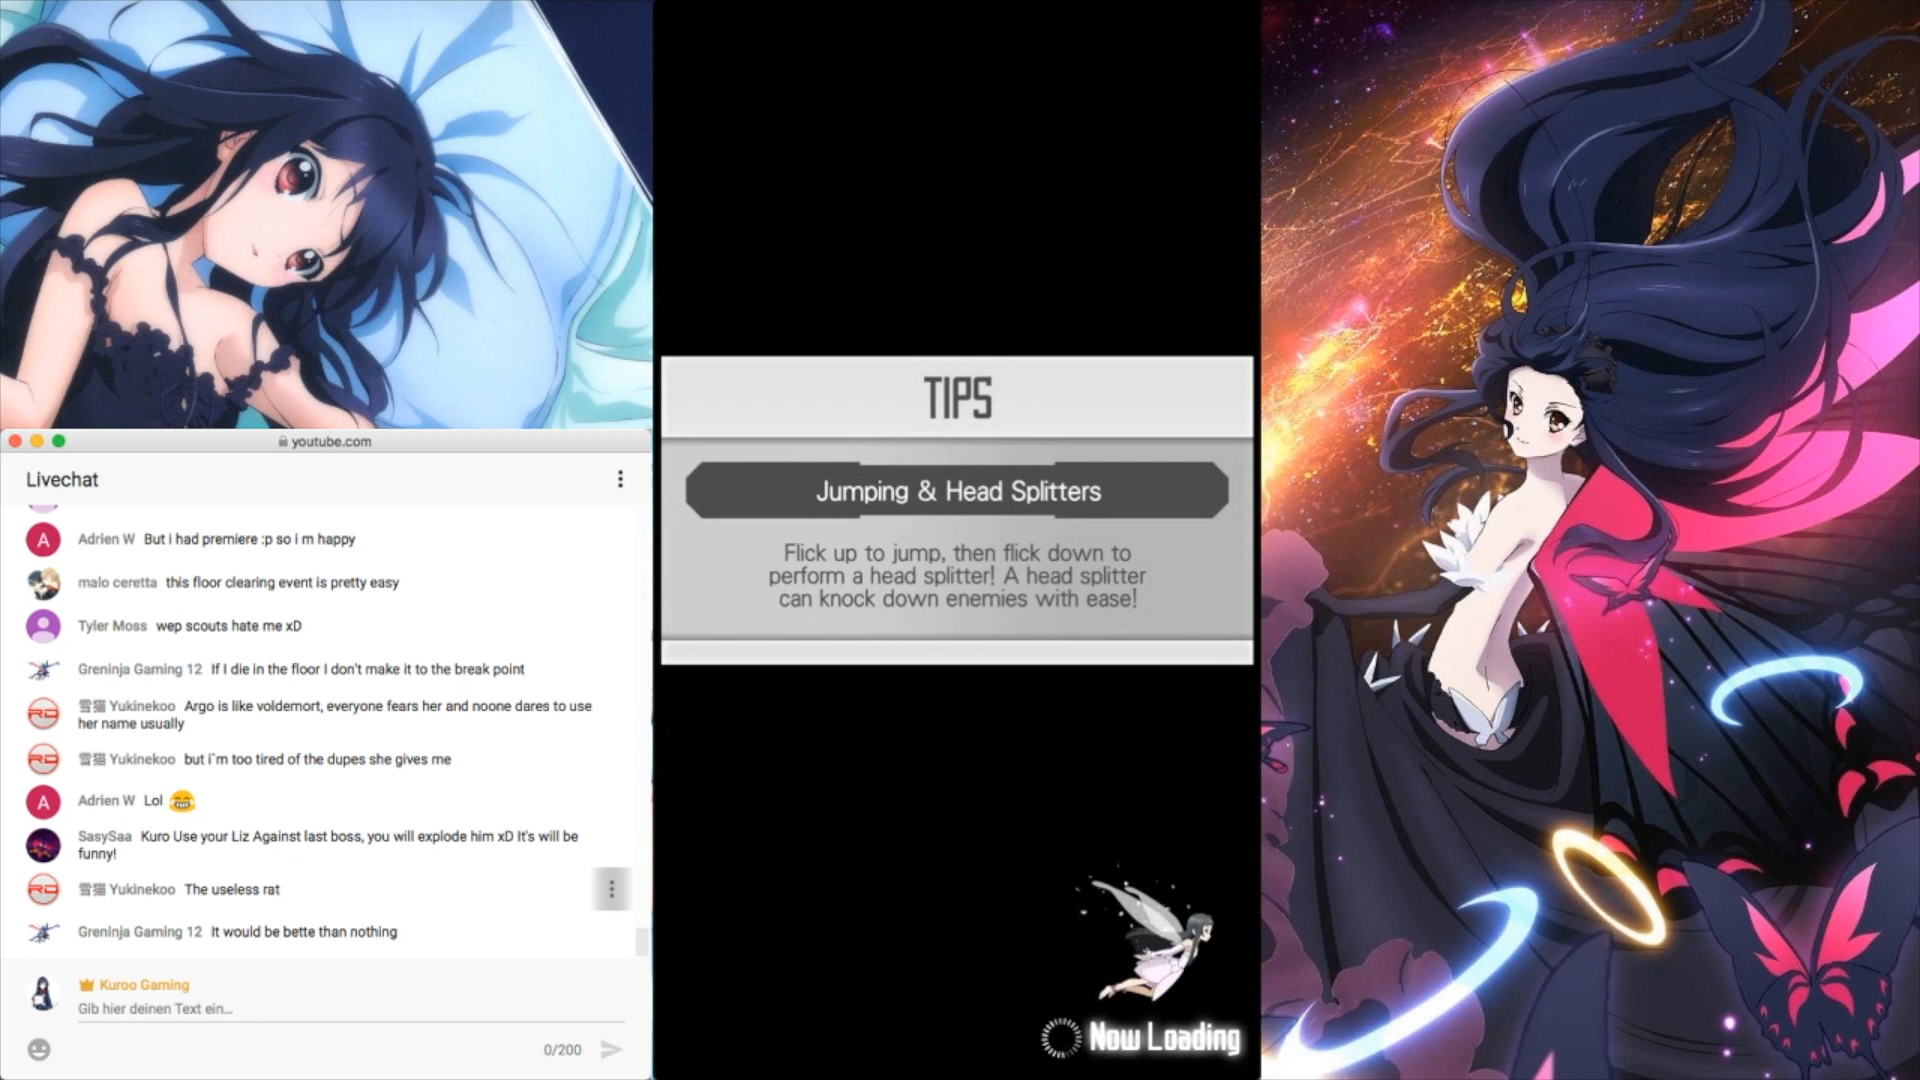 youtube.com
Livechat
A
Adrien W But i had premiere :p so i m happy
malo ceretta this floor clearing event is pretty easy
Tyler Moss wep scouts hate me xD
Greninja Gaming 12 If I die in the floor I don't make it to the break point
RD
雪猫 Yukinekoo Argo is like voldemort, everyone fears her and noone dares to use
her name usually
RD
雪猫 Yukinekoo but i`m too tired of the dupes she gives me
A
Adrien W Lol 😂
SasySaa Kuro Use your Liz Against last boss, you will explode him xD It's will be
funny!
RD
雪猫 Yukinekoo The useless rat
Greninja Gaming 12 It would be bette than nothing
Kuroo Gaming
Gib hier deinen Text ein...
0/200
TIPS
Jumping & Head Splitters
Flick up to jump, then flick down to
perform a head splitter! A head splitter
can knock down enemies with ease!
Now Loading